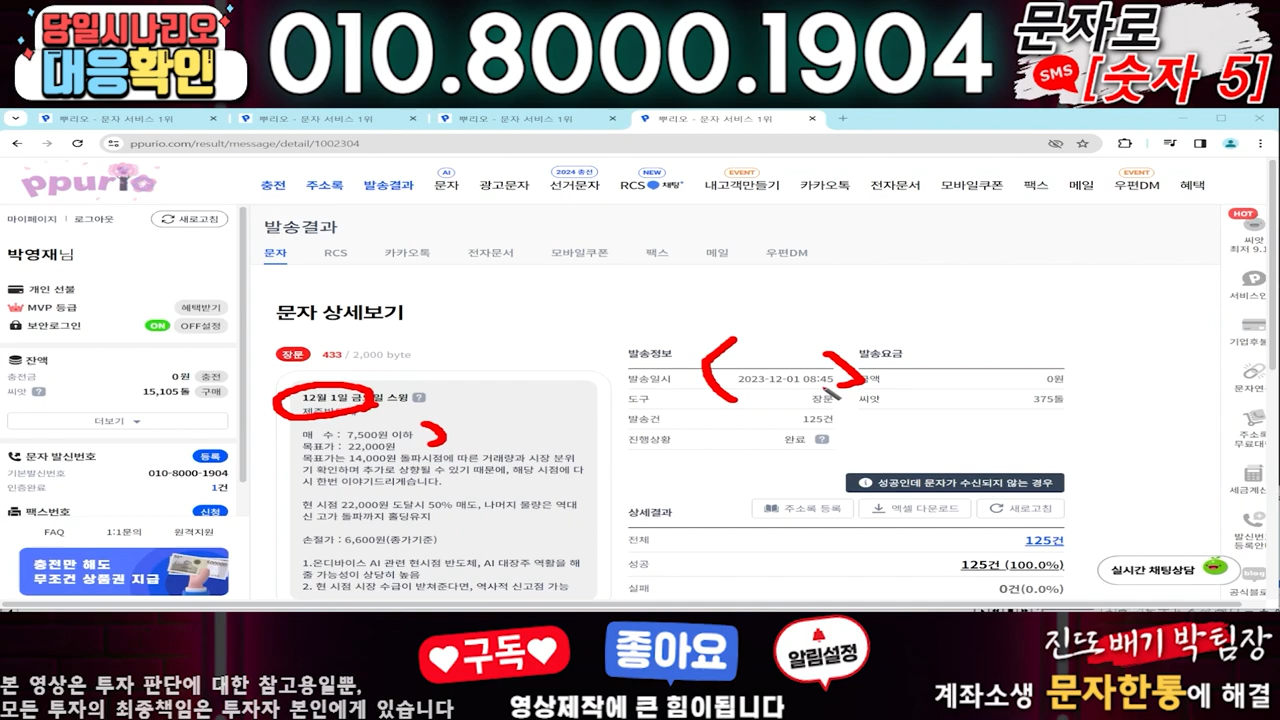 당일시나리오
대응확인
010.8000.1904
문자로
SMS [숫자 5]
뿌리오 - 문자 서비스 1위
뿌리오 - 문자 서비스 1위
뿌리오 - 문자 서비스 1위
뿌리오 - 문자 서비스 1위
ppurio.com/result/message/detail/1002304
ppurio
충전
주소록
발송결과
AI
문자
광고문자
2024 총선
선거문자
NEW
RCS 채팅+
EVENT
내고객만들기
카카오톡
전자문서
모바일쿠폰
팩스
메일
EVENT
우편DM
혜택
마이페이지 | 로그아웃
새로고침
박영재님
개인 선불
MVP 등급 혜택받기
보안로그인 ON OFF설정
잔액
충전금 0원 충전
씨앗 ? 15,105톨 구매
더보기
문자 발신번호 등록
기본발신번호 010-8000-1904
인증완료 1건
팩스번호 신청
FAQ 1:1문의 원격지원
충전만 해도
무조건 상품권 지급
발송결과
문자 RCS 카카오톡 전자문서 모바일쿠폰 팩스 메일 우편DM
문자 상세보기
장문 433 / 2,000 byte
12월 1일 스윙 ?
매 수 : 7,500원 이하
목표가 : 22,000원
목표가는 14,000원 돌파시점에 따른 거래량과 시장 분위
기 확인하며 추가로 상향될 수 있기 때문에, 해당 시점에 다
시 한번 이야기드리게습니다.
현 시점 22,000원 도달시 50% 매도, 나머지 물량은 역대
신 고가 돌파까지 홀딩유지
손절가 : 6,600원(종가기준)
1.온디바이스 AI 관련 현시점 반도체, AI 대장주 역활을 해
줄 가능성이 상당히 높음
2. 현 시점 시장 수급이 받쳐준다면, 역사적 신고점 가능
발송정보
발송일시 2023-12-01 08:45
도구 장문
발송건 125건
진행상황 완료 ?
발송요금
0원
씨앗 375톨
성공인데 문자가 수신되지 않는 경우
상세결과
주소록 등록
엑셀 다운로드
새로고침
전체 125건
성공 125건 (100.0%)
실패 0건(0.0%)
HOT
씨앗
최저 9.
서비스
기업후불
문자연
주소록
무료대
세금계
발신번
등록안
blog
공식블
실시간 채팅상담
구독
좋아요
알림설정
영상제작에 큰 힘이됩니다
본 영상은 투자 판단에 대한 참고용일뿐,
모든 투자의 최종책임은 투자자 본인에게 있습니다
진또배기 박팀장
계좌소생 문자한통에 해결